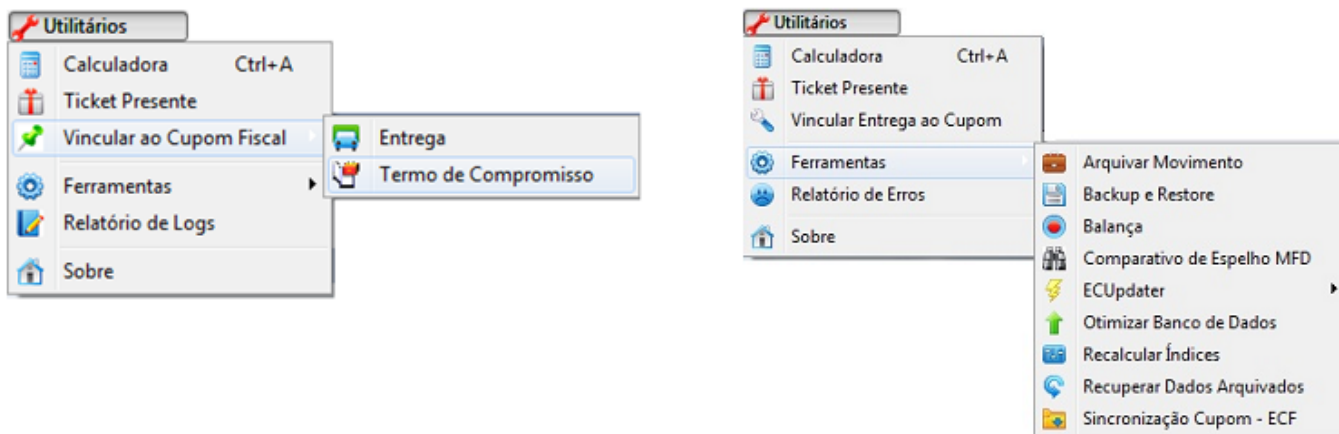 Utilitários
Calculadora Ctrl+A
Ticket Presente
Vincular ao Cupom Fiscal
Entrega
Termo de Compromisso
Ferramentas
Relatório de Logs
Sobre
Utilitários
Calculadora Ctrl+A
Ticket Presente
Vincular Entrega ao Cupom
Ferramentas
Relatório de Erros
Sobre
Arquivar Movimento
Backup e Restore
Balança
Comparativo de Espelho MFD
ECUpdater
Otimizar Banco de Dados
Recalcular Índices
Recuperar Dados Arquivados
Sincronização Cupom - ECF